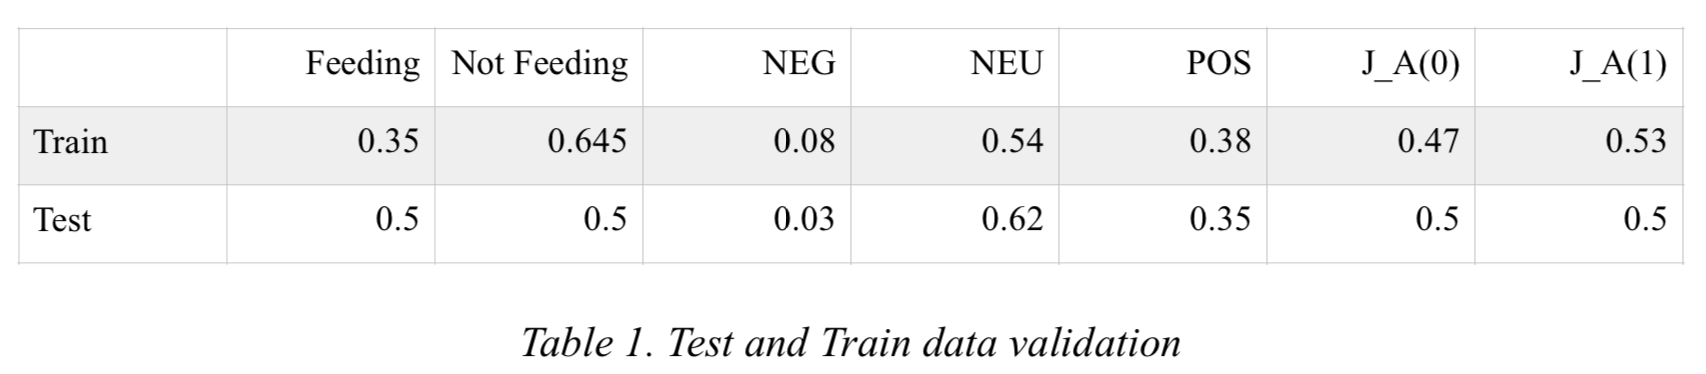 Feeding Not Feeding NEG NEU POS J_A(0) J_A(1)
Train 0.35 0.645 0.08 0.54 0.38 0.47 0.53
Test 0.5 0.5 0.03 0.62 0.35 0.5 0.5
Table 1. Test and Train data validation